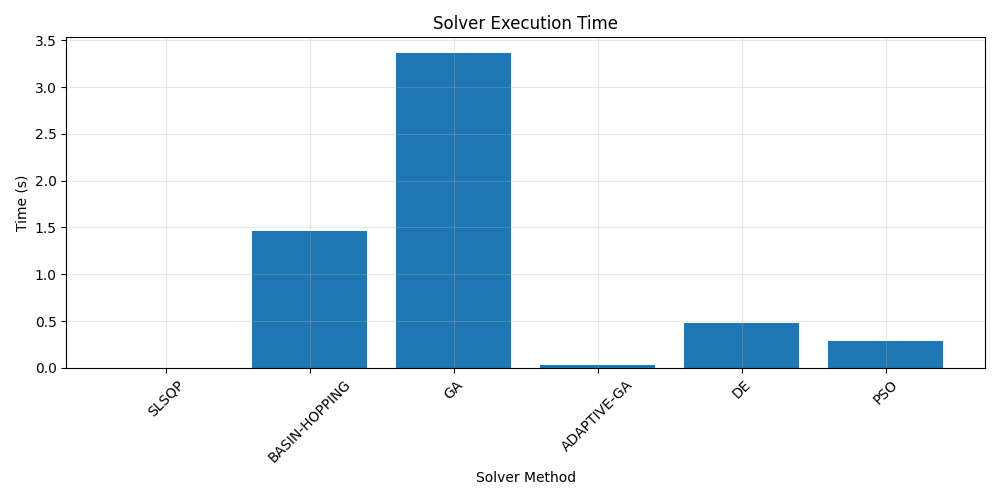 Solver Execution Time
Time (s)
3.5
3.0
2.5
2.0
1.5
1.0
0.5
0.0
SLSQP
BASIN-HOPPING
GA
ADAPTIVE-GA
DE
PSO
Solver Method